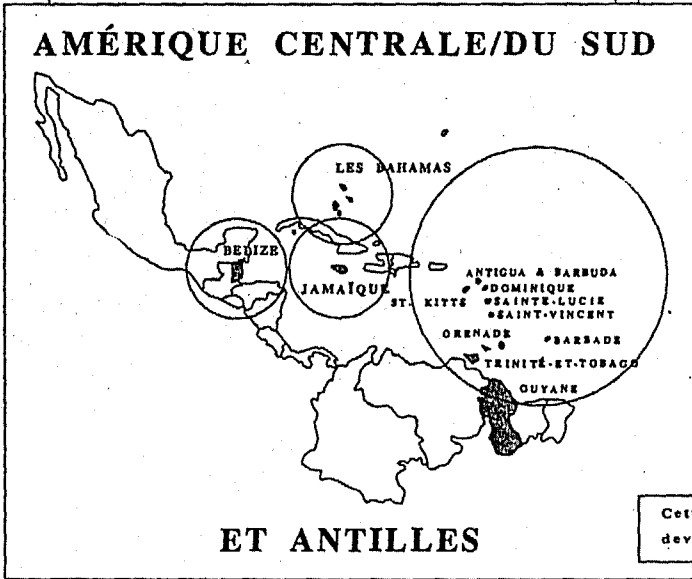 AMÉRIQUE CENTRALE/DU SUD
LES BAHAMAS
BELIZE
JAMAÏQUE
ANTIGUA & BARBUDA
DOMINIQUE
ST. KITTS
SAINTE-LUCIE
SAINT-VINCENT
GRENADE
BARBADE
TRINITÉ-ET-TOBAGO
GUYANE
ET ANTILLES